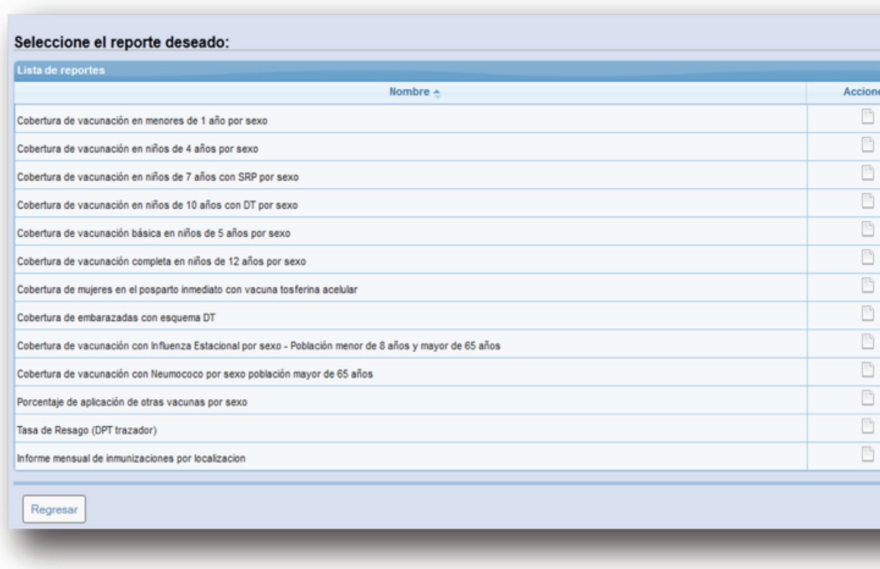 Seleccione el reporte deseado:
Lista de reportes
Nombre
Accione
Cobertura de vacunación en menores de 1 año por sexo
Cobertura de vacunación en niños de 4 años por sexo
Cobertura de vacunación en niños de 7 años con SRP por sexo
Cobertura de vacunación en niños de 10 años con DT por sexo
Cobertura de vacunación básica en niños de 5 años por sexo
Cobertura de vacunación completa en niños de 12 años por sexo
Cobertura de mujeres en el posparto inmediato con vacuna tosferina acelular
Cobertura de embarazadas con esquema DT
Cobertura de vacunación con Influenza Estacional por sexo - Población menor de 8 años y mayor de 65 años
Cobertura de vacunación con Neumococo por sexo población mayor de 65 años
Porcentaje de aplicación de otras vacunas por sexo
Tasa de Resago (DPT trazador)
Informe mensual de inmunizaciones por localizacion
Regresar